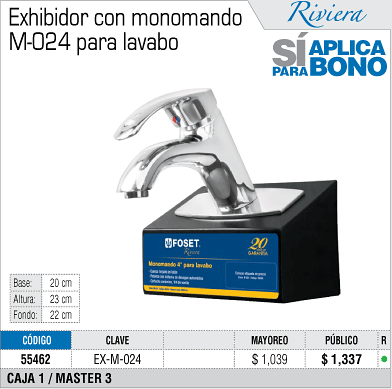 Exhibidor con monomando
M-024 para lavabo
Riviera
SÍ APLICA
PARA BONO
FOSET
Riviera
20
GARANTÍA
Monomando 4" para lavabo
Base: 20 cm
Altura: 23 cm
Fondo: 22 cm
CÓDIGO CLAVE MAYOREO PÚBLICO R
55462 EX-M-024 $ 1,039 $ 1,337
CAJA 1 / MASTER 3